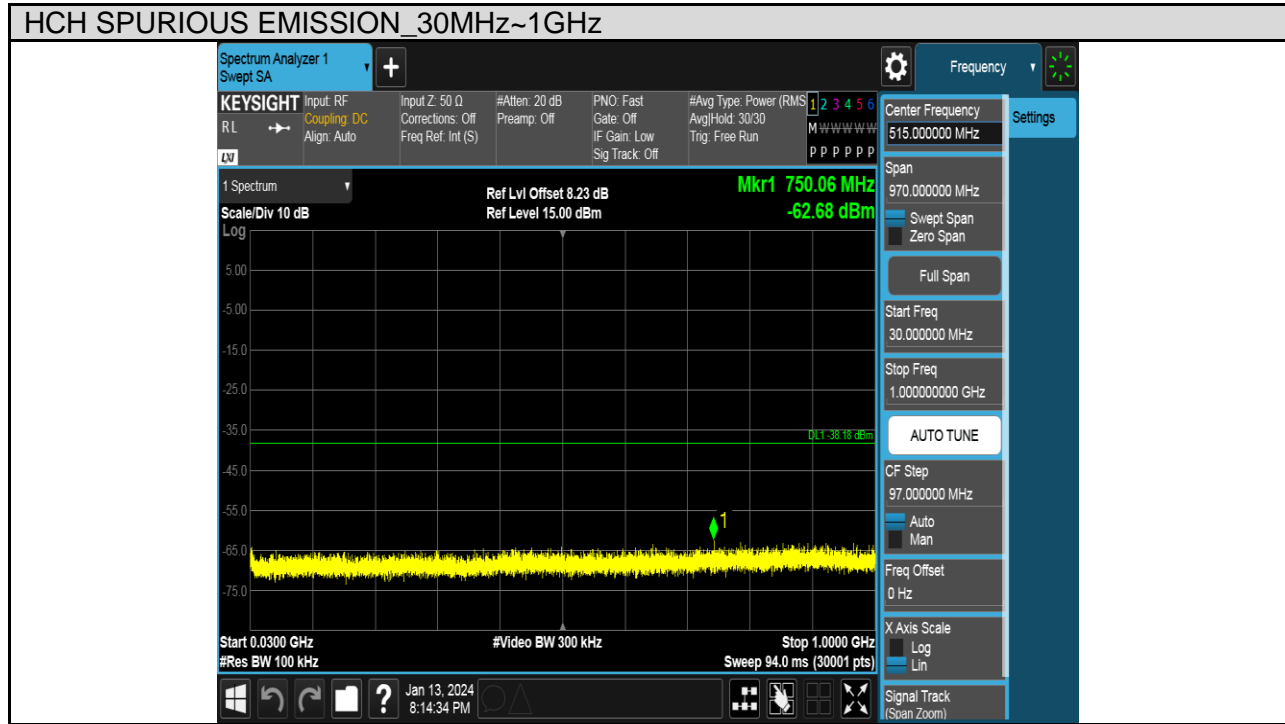 HCH SPURIOUS EMISSION_30MHz~1GHz
Spectrum Analyzer 1
Swept SA
+
Frequency
KEYSIGHT
RL
LXI
Input: RF
Coupling: DC
Align: Auto
Input Z: 50 Ω
Corrections: Off
Freq Ref: Int (S)
#Atten: 20 dB
Preamp: Off
PNO: Fast
Gate: Off
IF Gain: Low
Sig Track: Off
#Avg Type: Power (RMS
Avg|Hold: 30/30
Trig: Free Run
1 2 3 4 5 6
M W W W W W
P P P P P P
1 Spectrum
Scale/Div 10 dB
Ref Lvl Offset 8.23 dB
Ref Level 15.00 dBm
Mkr1 750.06 MHz
-62.68 dBm
Log
5.00
-5.00
-15.0
-25.0
-35.0
DL1 -38.18 dBm
-45.0
-55.0
1
-65.0
-75.0
Start 0.0300 GHz
#Video BW 300 kHz
Stop 1.0000 GHz
#Res BW 100 kHz
Sweep 94.0 ms (30001 pts)
Center Frequency
515.000000 MHz
Settings
Span
970.000000 MHz
Swept Span
Zero Span
Full Span
Start Freq
30.000000 MHz
Stop Freq
1.000000000 GHz
AUTO TUNE
CF Step
97.000000 MHz
Auto
Man
Freq Offset
0 Hz
X Axis Scale
Log
Lin
Signal Track
(Span Zoom)
?
Jan 13, 2024
8:14:34 PM